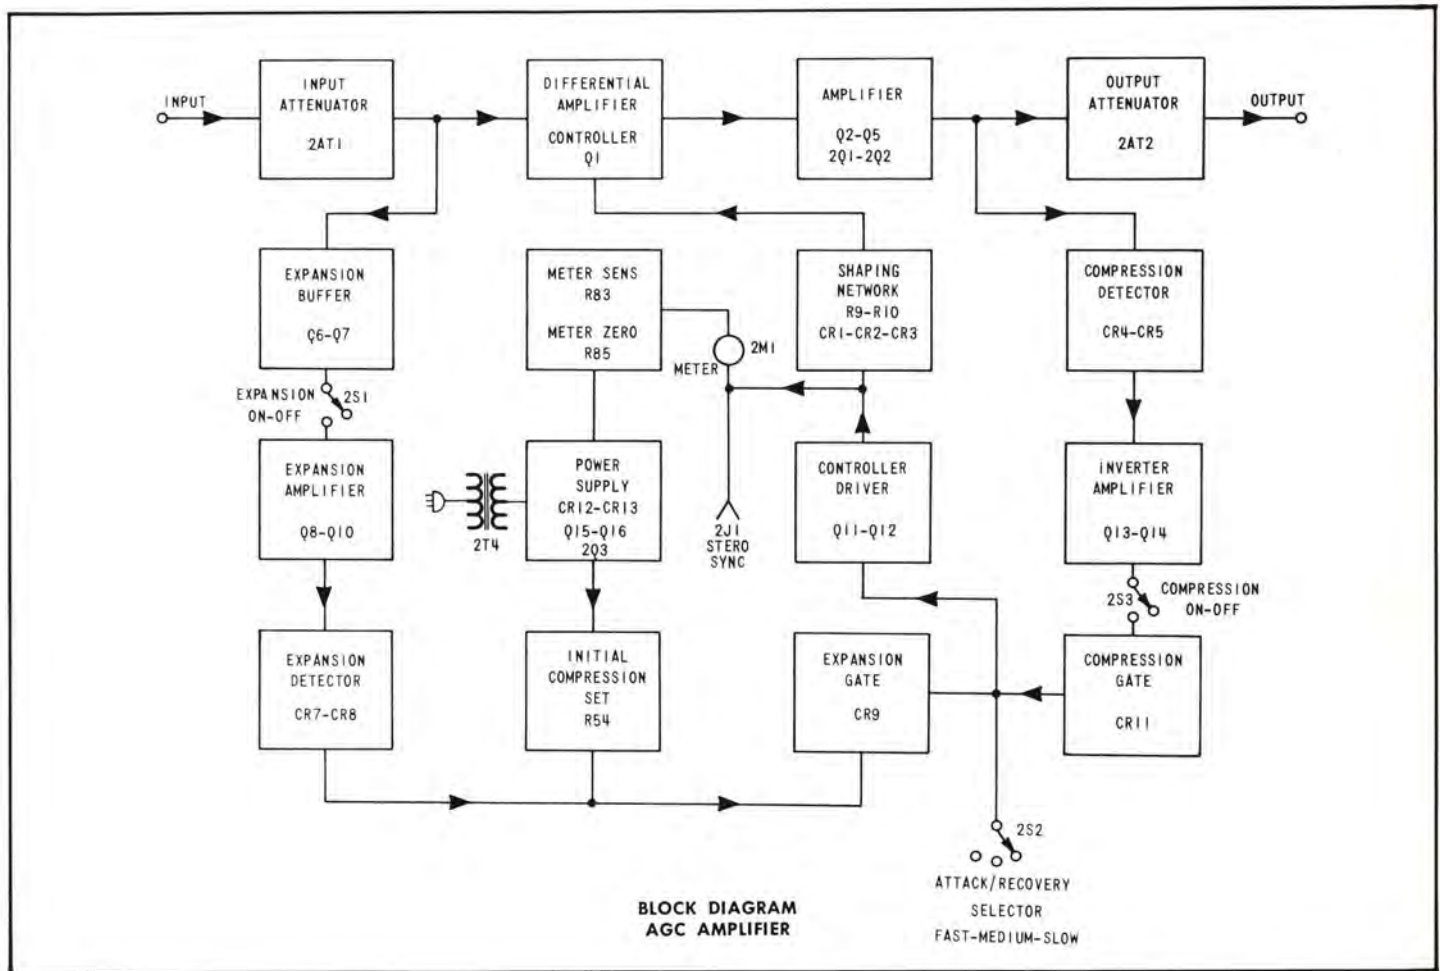 INPUT
INPUT
ATTENUATOR
2AT1
DIFFERENTIAL
AMPLIFIER
CONTROLLER
Q1
AMPLIFIER
Q2-Q5
2Q1-2Q2
OUTPUT
ATTENUATOR
2AT2
OUTPUT
EXPANSION
BUFFER
Q6-Q7
METER SENS
R83
METER ZERO
R85
2M1
METER
SHAPING
NETWORK
R9-R10
CR1-CR2-CR3
COMPRESSION
DETECTOR
CR4-CR5
EXPANSION
ON-OFF
2S1
EXPANSION
AMPLIFIER
Q8-Q10
2T4
POWER
SUPPLY
CR12-CR13
Q15-Q16
2Q3
2J1
STERO
SYNC
CONTROLLER
DRIVER
Q11-Q12
INVERTER
AMPLIFIER
Q13-Q14
2S3
COMPRESSION
ON-OFF
EXPANSION
DETECTOR
CR7-CR8
INITIAL
COMPRESSION
SET
R54
EXPANSION
GATE
CR9
COMPRESSION
GATE
CR11
2S2
ATTACK/RECOVERY
SELECTOR
FAST-MEDIUM-SLOW
BLOCK DIAGRAM
AGC AMPLIFIER